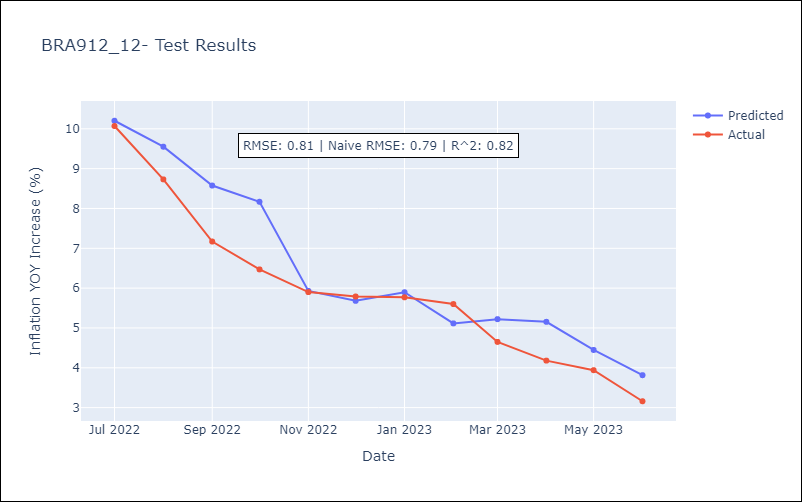 BRA912_12- Test Results
Predicted
Actual
RMSE: 0.81 | Naive RMSE: 0.79 | R^2: 0.82
Inflation YOY Increase (%)
10
9
8
7
6
5
4
3
Jul 2022
Sep 2022
Nov 2022
Jan 2023
Mar 2023
May 2023
Date